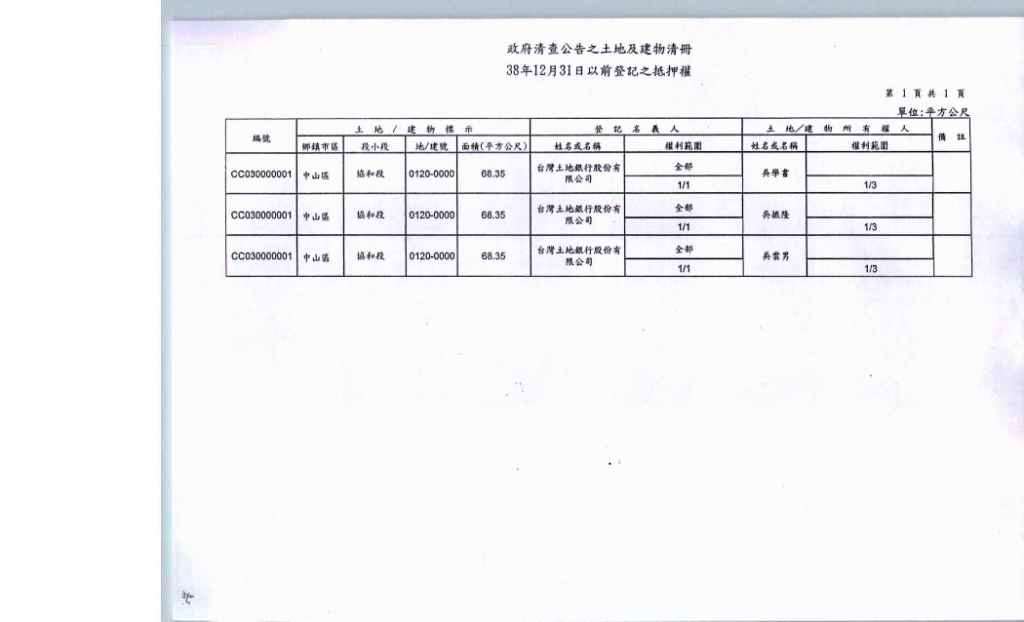 政府清查公告之土地及建物清冊
38年12月31日以前登記之抵押權
第 1 頁 共 1 頁
單位:平方公尺
編號 土 地 / 建 物 標 示 登 記 名 義 人 土 地/建 物 所 有 權 人 備 註
鄉鎮市區 段小段 地/建號 面積(平方公尺) 姓名或名稱 權利範圍 姓名或名稱 權利範圍
CC030000001 中山區 協和段 0120-0000 68.35 台灣土地銀行股份有限公司 全部 1/1 吳學書 1/3
CC030000001 中山區 協和段 0120-0000 68.35 台灣土地銀行股份有限公司 全部 1/1 吳振隆 1/3
CC030000001 中山區 協和段 0120-0000 68.35 台灣土地銀行股份有限公司 全部 1/1 吳雲男 1/3